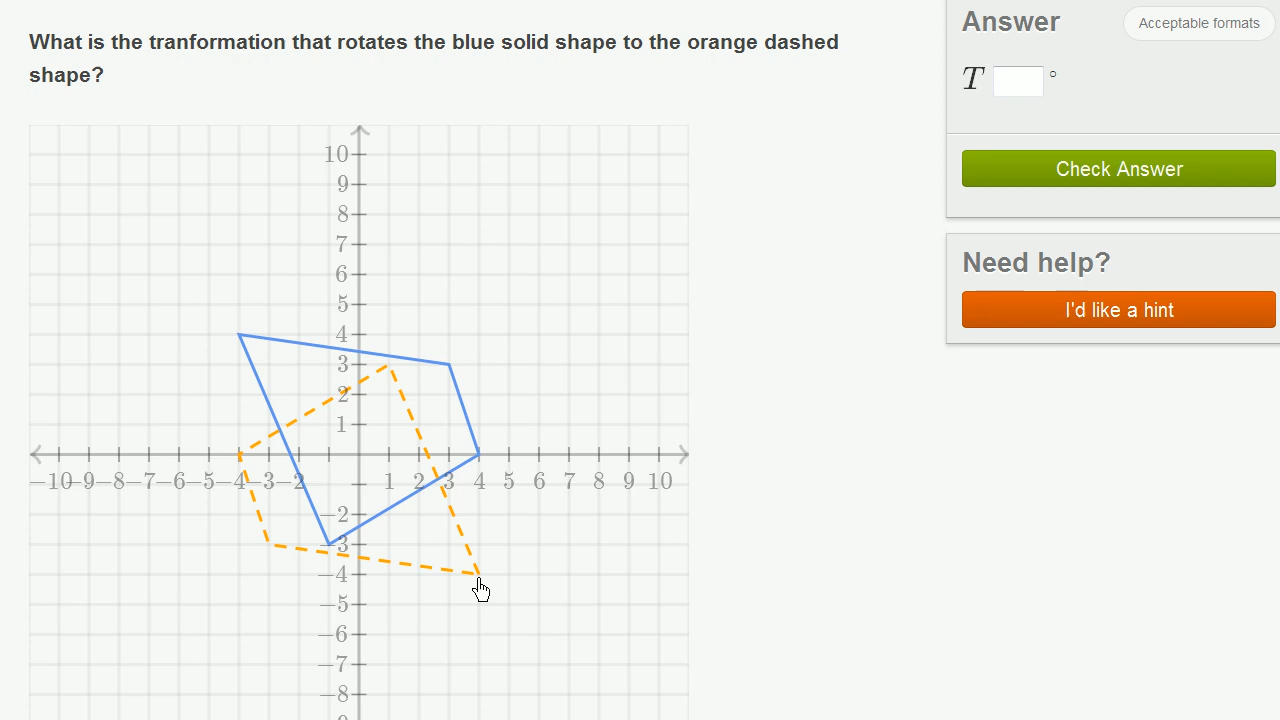 What is the tranformation that rotates the blue solid shape to the orange dashed
shape?
Answer
Acceptable formats
T °
Check Answer
Need help?
I'd like a hint
10
9
8
7
6
5
4
3
2
1
−10 −9 −8 −7 −6 −5 −4 −3 −2 1 2 3 4 5 6 7 8 9 10
−2
−3
−4
−5
−6
−7
−8